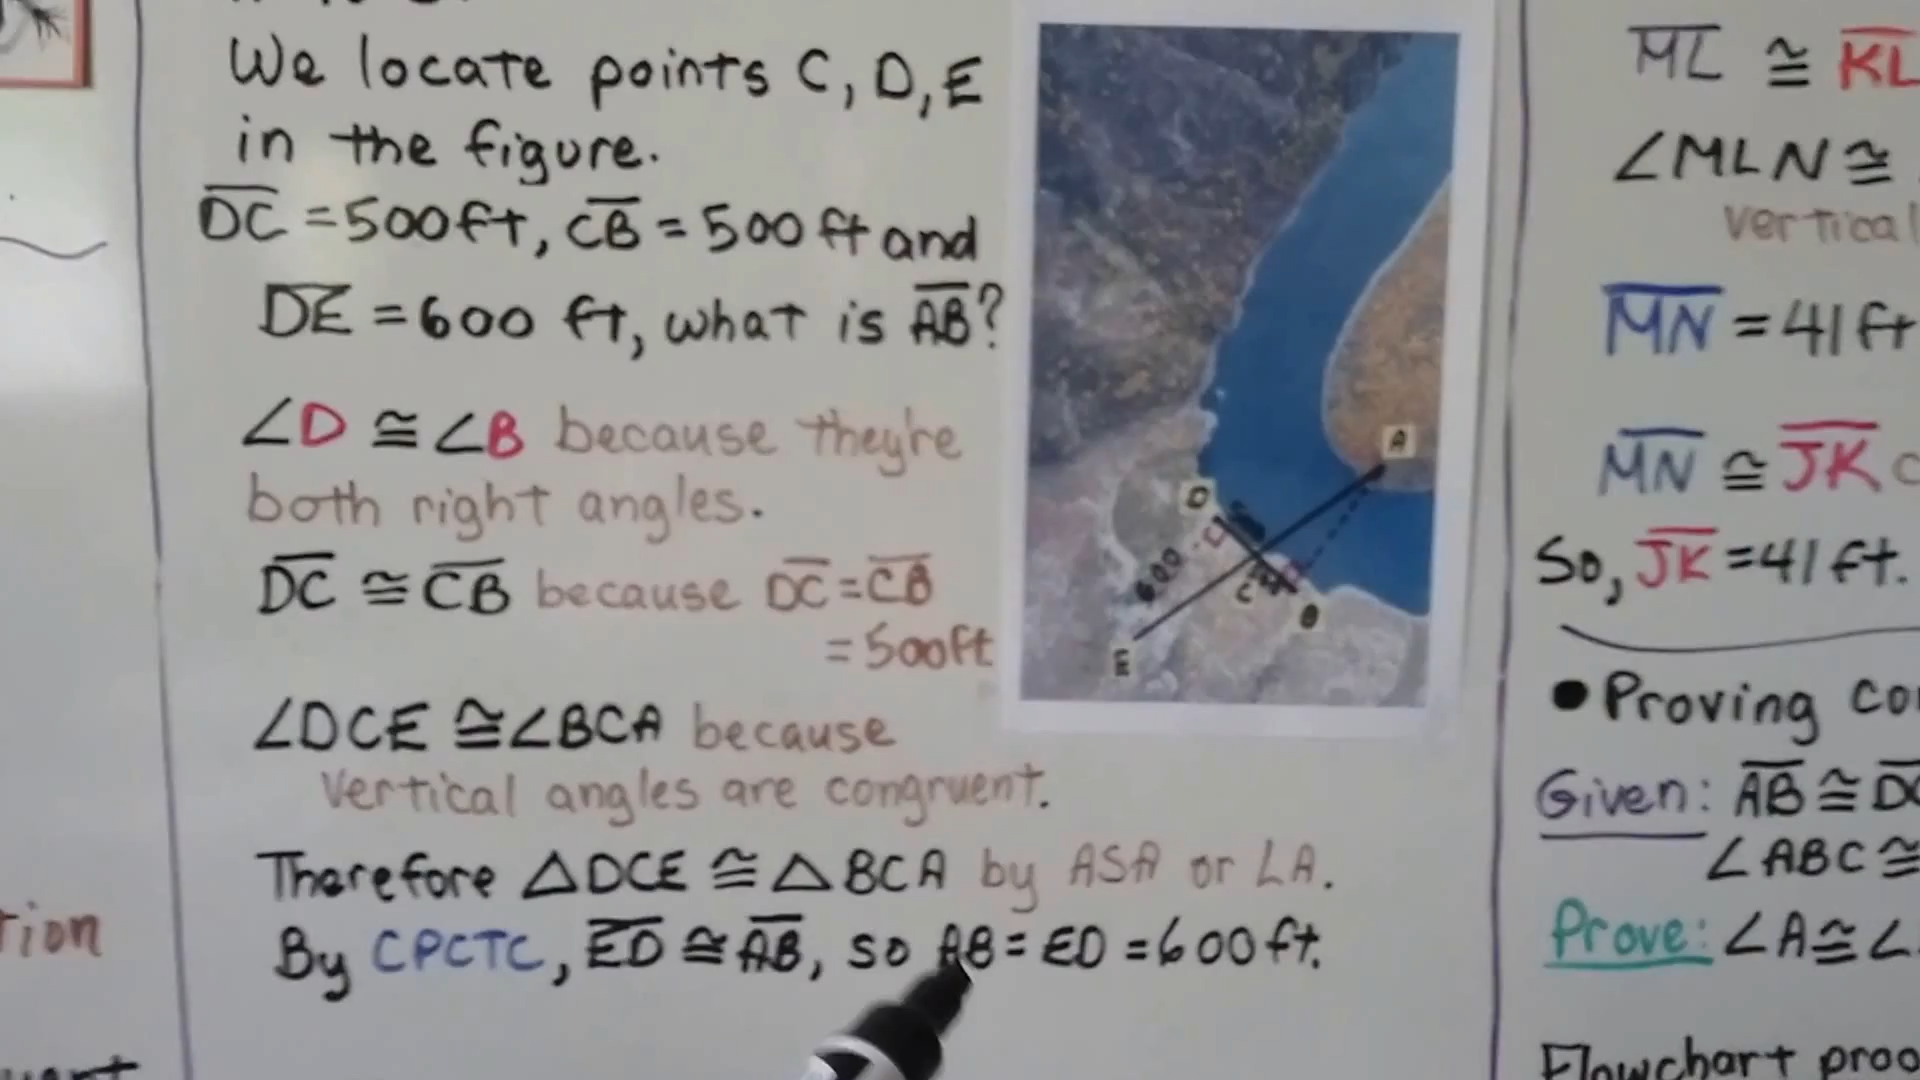 We locate points C, D, E
in the figure.
DC = 500 ft, CB = 500 ft and
DE = 600 ft, what is AB?
∠D ≅ ∠B because they're
both right angles.
DC ≅ CB because DC = CB
= 500ft
∠DCE ≅ ∠BCA because
vertical angles are congruent.
Therefore △DCE ≅ △BCA by ASA or LA.
By CPCTC, ED ≅ AB, so AB = ED = 600 ft.
A
D
600
C
B
E
ML ≅ KL
∠MLN ≅
vertical
MN = 41 ft
MN ≅ JK
So, JK = 41 ft.
• Proving
Given: AB ≅ DC
∠ABC ≅
Prove: ∠A ≅ ∠
Flowchart